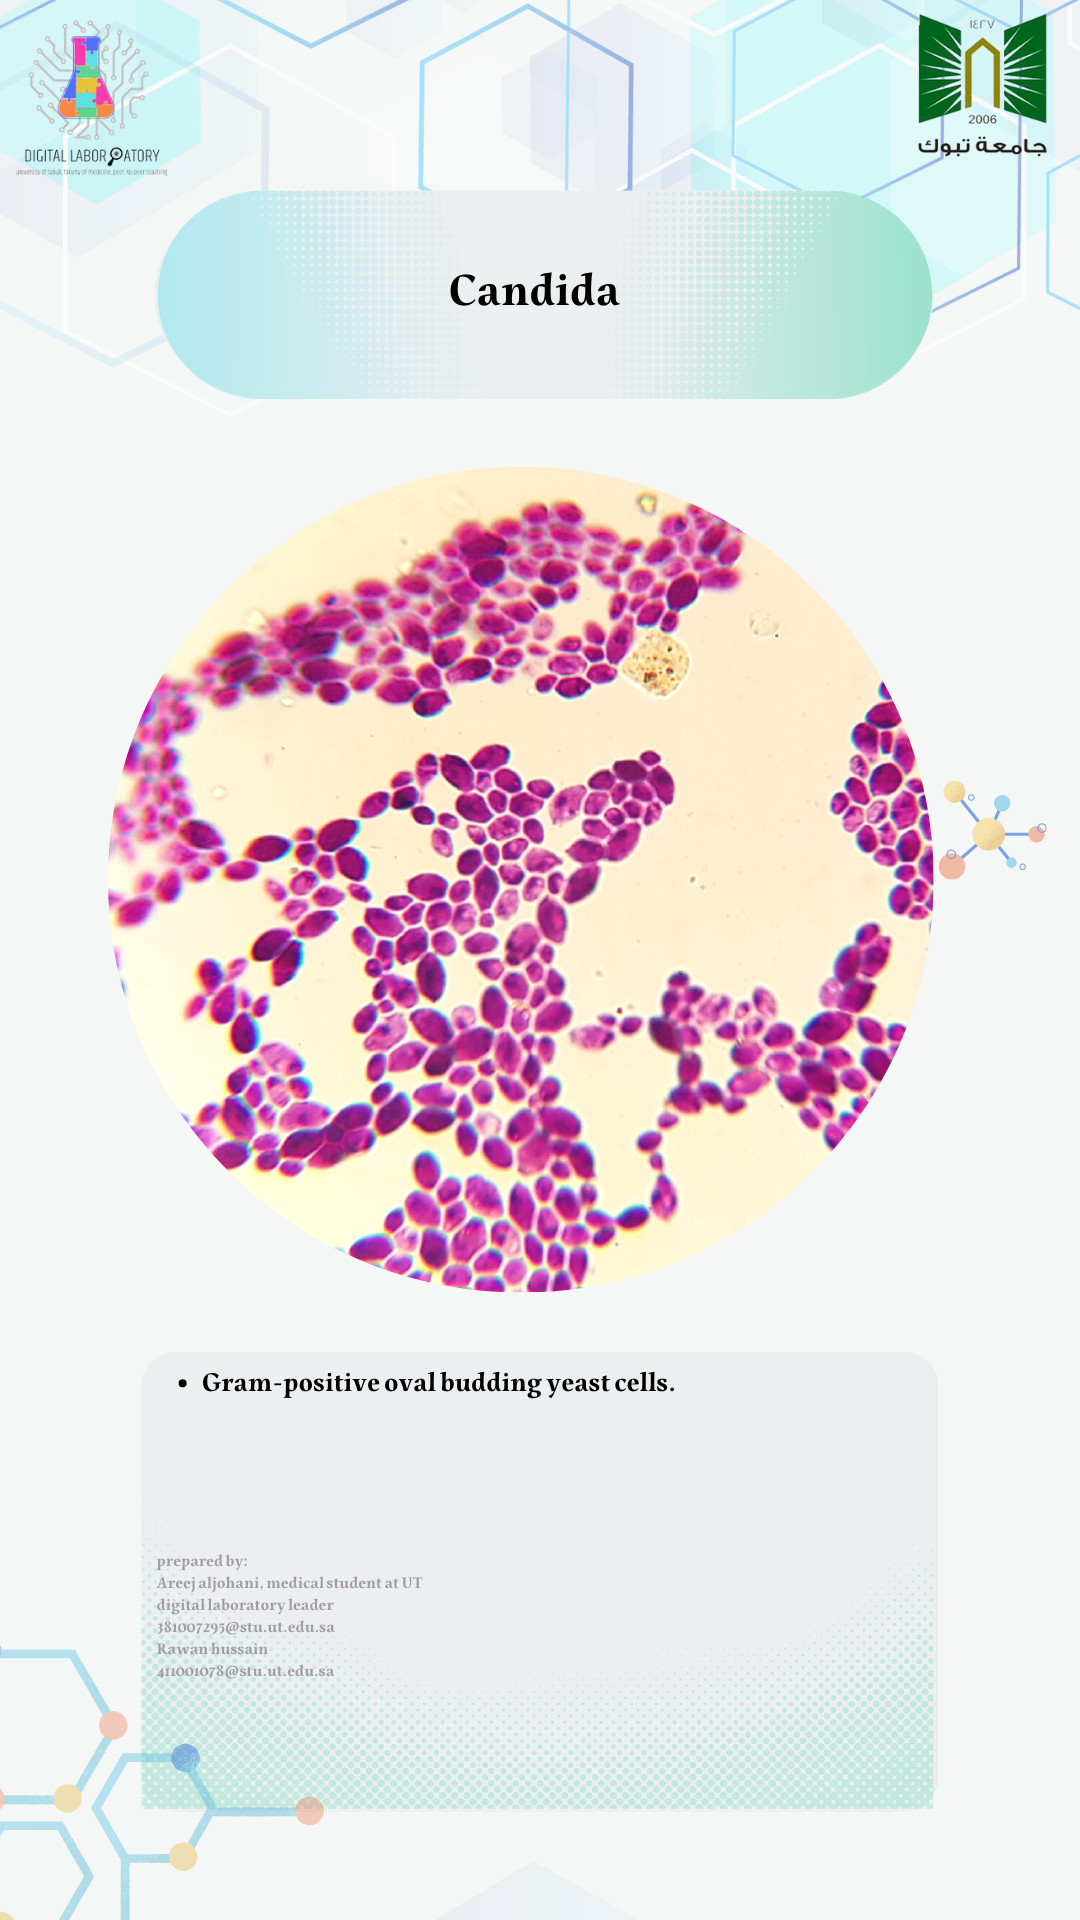 DIGITAL LABORATORY
university of tabuk, faculty of medicine, peer-to-peer teaching
١٤٢٧
2006
جامعة تبوك
Candida
• Gram-positive oval budding yeast cells.
prepared by:
Areej aljohani, medical student at UT
digital laboratory leader
381007295@stu.ut.edu.sa
Rawan hussain
411001078@stu.ut.edu.sa